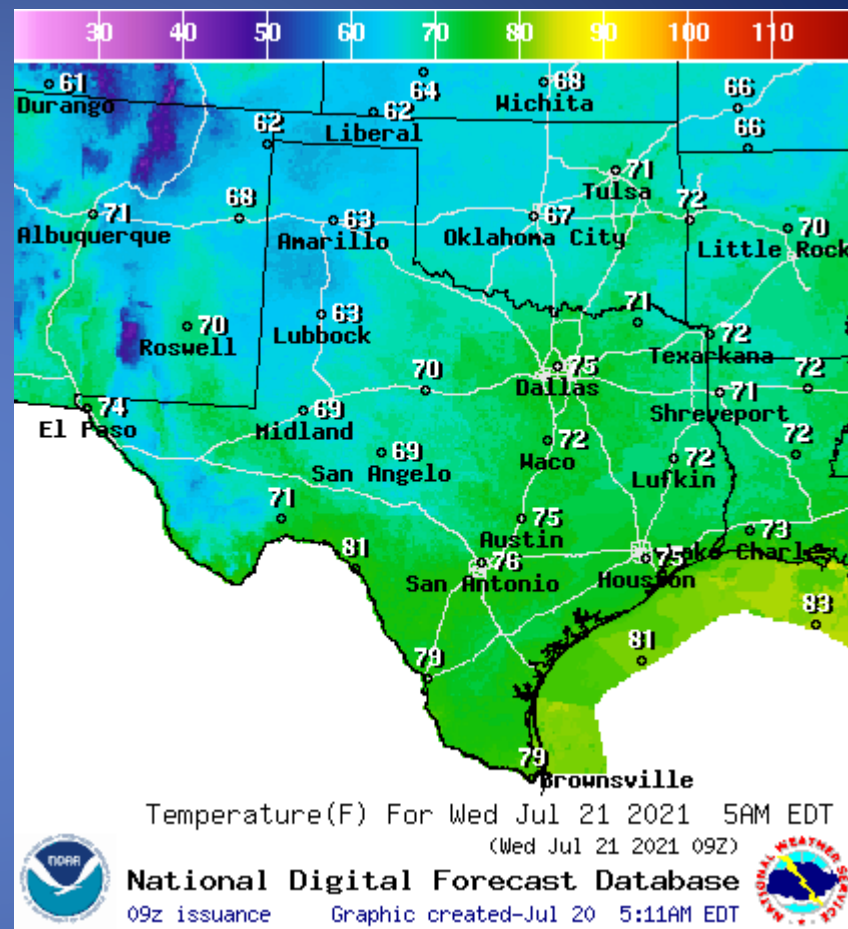 30 40 50 60 70 80 90 100 110
61
Durango
64
68
Wichita
66
62
Liberal
62
66
71
Tulsa
71
Albuquerque
68
63
Amarillo
67
Oklahoma City
72
70
Little Rock
63
Lubbock
70
Roswell
71
72
Texarkana
75
Dallas
70
71
Shreveport
72
74
El Paso
69
Midland
69
San Angelo
72
Waco
72
Lufkin
72
71
75
Austin
73
Lake Charles
81
76
San Antonio
75
Houston
83
81
79
79
Brownsville
Temperature(F) For Wed Jul 21 2021 5AM EDT
(Wed Jul 21 2021 09Z)
National Digital Forecast Database
09z issuance Graphic created-Jul 20 5:11AM EDT
NOAA
NATIONAL WEATHER SERVICE